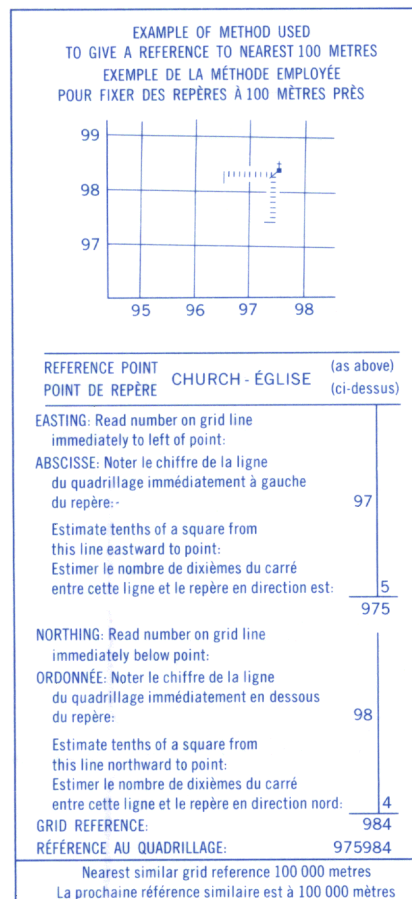 EXAMPLE OF METHOD USED
TO GIVE A REFERENCE TO NEAREST 100 METRES
EXEMPLE DE LA MÉTHODE EMPLOYÉE
POUR FIXER DES REPÈRES À 100 MÈTRES PRÈS
99
98
97
95 96 97 98
REFERENCE POINT
POINT DE REPÈRE
CHURCH - ÉGLISE
(as above)
(ci-dessus)
EASTING: Read number on grid line
immediately to left of point:
ABSCISSE: Noter le chiffre de la ligne
du quadrillage immédiatement à gauche
du repère:- 97
Estimate tenths of a square from
this line eastward to point:
Estimer le nombre de dixièmes du carré
entre cette ligne et le repère en direction est: 5
975
NORTHING: Read number on grid line
immediately below point:
ORDONNÉE: Noter le chiffre de la ligne
du quadrillage immédiatement en dessous
du repère: 98
Estimate tenths of a square from
this line northward to point:
Estimer le nombre de dixièmes du carré
entre cette ligne et le repère en direction nord: 4
GRID REFERENCE: 984
RÉFÉRENCE AU QUADRILLAGE: 975984
Nearest similar grid reference 100 000 metres
La prochaine référence similaire est à 100 000 mètres